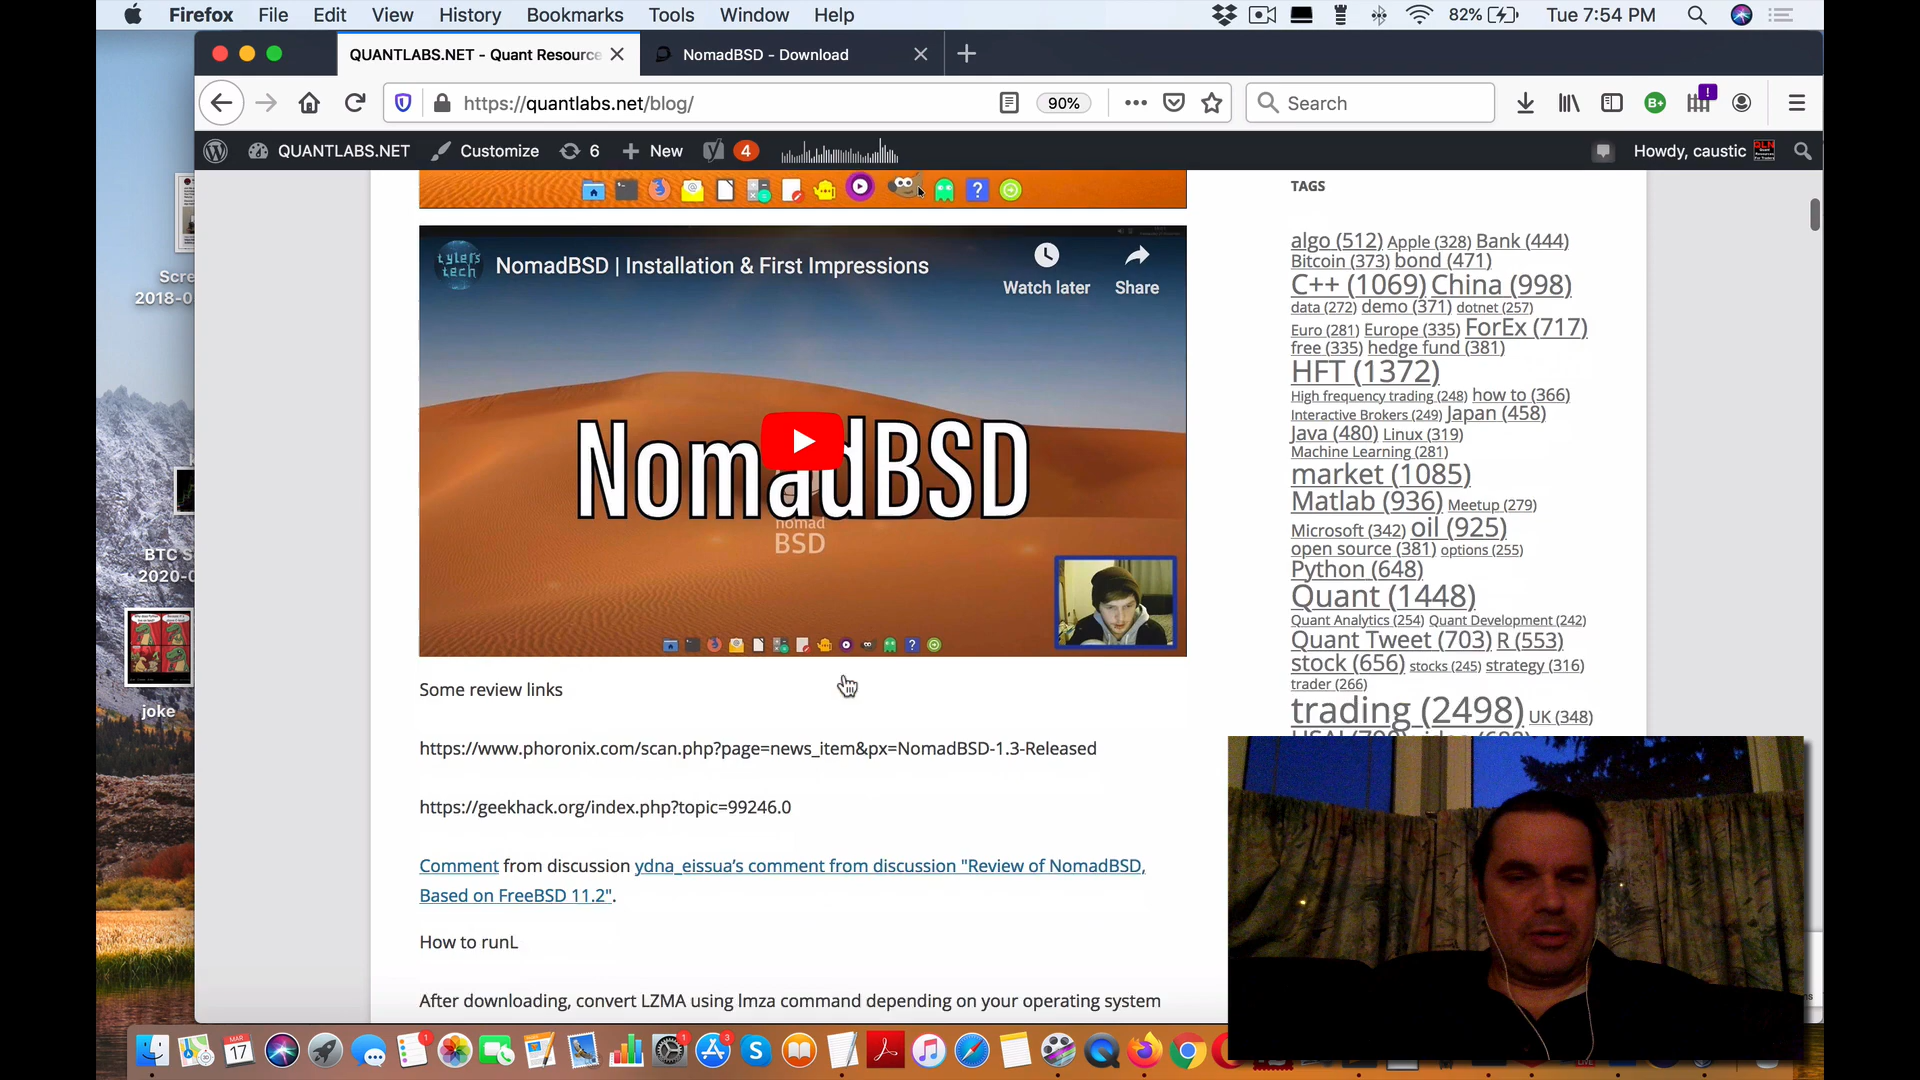 Firefox File Edit View History Bookmarks Tools Window Help 82% Tue 7:54 PM
QUANTLABS.NET - Quant Resource
NomadBSD - Download
https://quantlabs.net/blog/ 90% Search
QUANTLABS.NET Customize 6 New 4 Howdy, caustic
tyler's
tech
NomadBSD | Installation & First Impressions
Watch later Share
NomadBSD
nomad
BSD
Some review links
https://www.phoronix.com/scan.php?page=news_item&px=NomadBSD-1.3-Released
https://geekhack.org/index.php?topic=99246.0
Comment from discussion ydna_eissua’s comment from discussion "Review of NomadBSD,
Based on FreeBSD 11.2".
How to runL
After downloading, convert LZMA using lmza command depending on your operating system
TAGS
algo (512) Apple (328) Bank (444)
Bitcoin (373) bond (471)
C++ (1069) China (998)
data (272) demo (371) dotnet (257)
Euro (281) Europe (335) ForEx (717)
free (335) hedge fund (381)
HFT (1372)
High frequency trading (248) how to (366)
Interactive Brokers (249) Japan (458)
Java (480) Linux (319)
Machine Learning (281)
market (1085)
Matlab (936) Meetup (279)
Microsoft (342) oil (925)
open source (381) options (255)
Python (648)
Quant (1448)
Quant Analytics (254) Quant Development (242)
Quant Tweet (703) R (553)
stock (656) stocks (245) strategy (316)
trader (266)
trading (2498) UK (348)
Scre
2018-0
BTC S
2020-0
joke
MAR
17